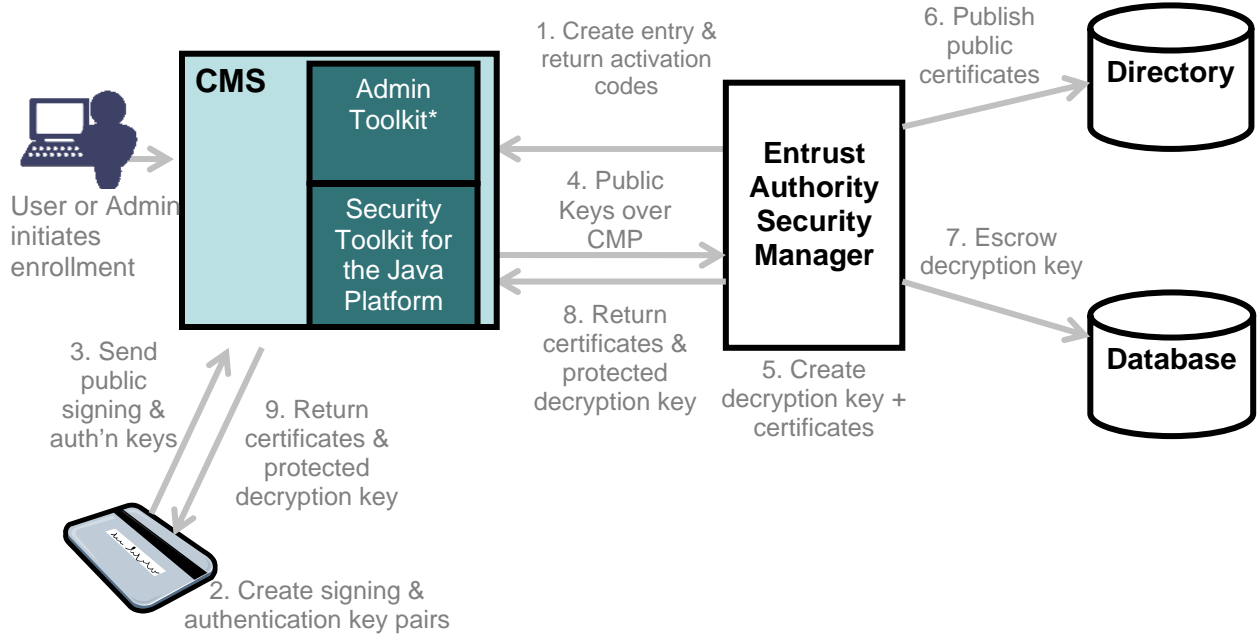 1. Create entry &
return activation
codes
6. Publish
public
certificates
Directory
CMS
Admin
Toolkit*
Security
Toolkit for
the Java
Platform
User or Admin
initiates
enrollment
Entrust
Authority
Security
Manager
4. Public
Keys over
CMP
7. Escrow
decryption key
8. Return
certificates &
protected
decryption key
5. Create
decryption key +
certificates
Database
3. Send
public
signing &
auth'n keys
9. Return
certificates &
protected
decryption key
2. Create signing &
authentication key pairs